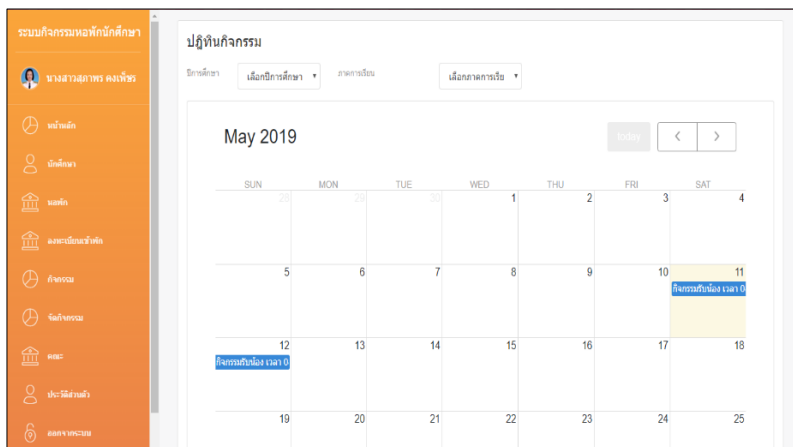 ระบบกิจกรรมหอพักนักศึกษา
นางสาวสุภาพร คงเพ็ชร
หน้าหลัก
นักศึกษา
หอพัก
ลงทะเบียนเข้าพัก
กิจกรรม
จัดกิจกรรม
คณะ
ประวัติส่วนตัว
ออกจากระบบ
ปฏิทินกิจกรรม
ปีการศึกษา เลือกปีการศึกษา ภาคการเรียน เลือกภาคการเรีย
May 2019 today
SUN MON TUE WED THU FRI SAT
28 29 30 1 2 3 4
5 6 7 8 9 10 11
กิจกรรมรับน้อง เวลา 0
12 13 14 15 16 17 18
กิจกรรมรับน้อง เวลา 0
19 20 21 22 23 24 25